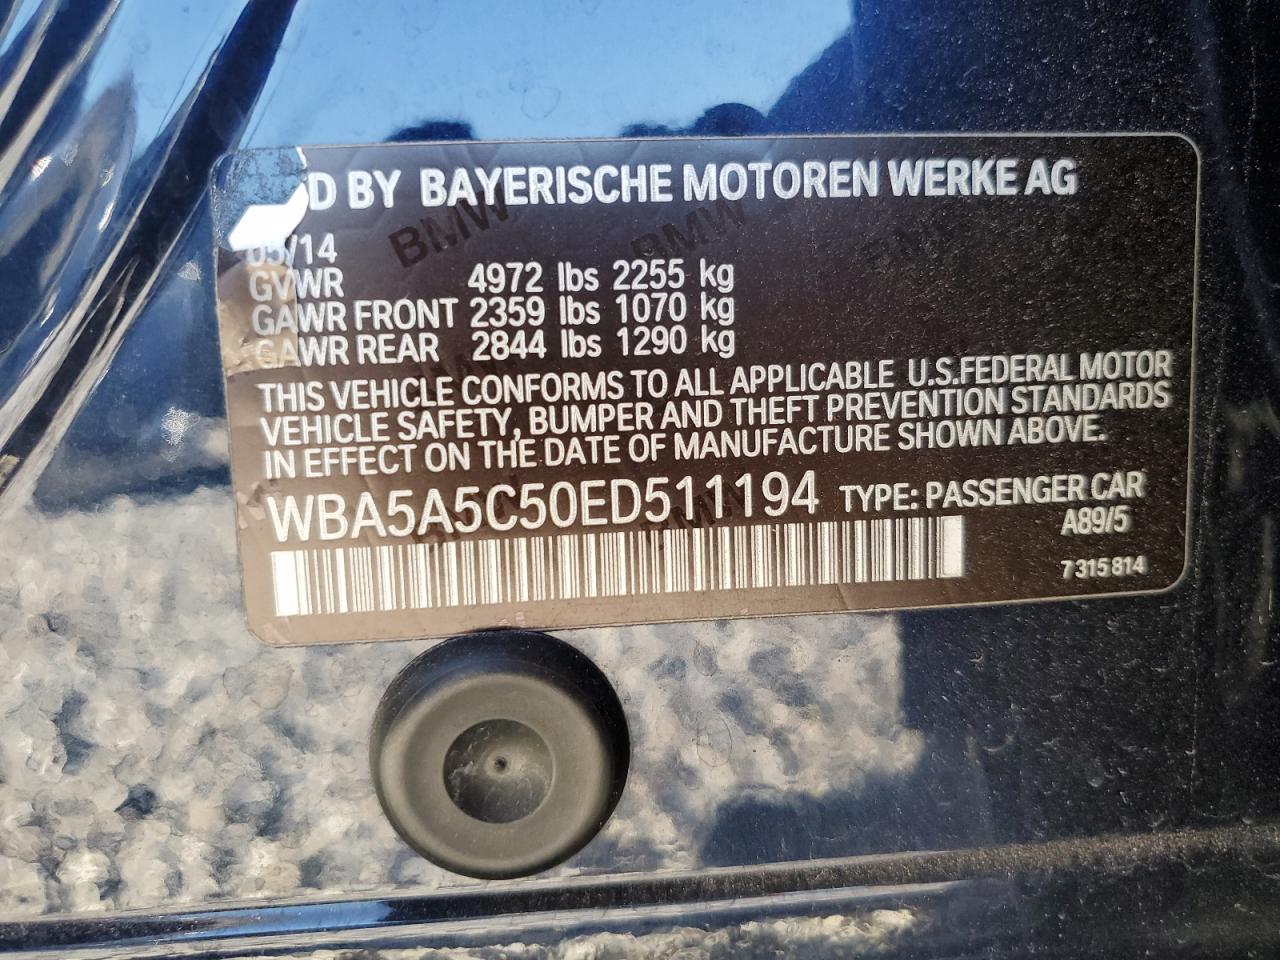 D BY BAYERISCHE MOTOREN WERKE AG
05/14
GVWR 4972 lbs 2255 kg
GAWR FRONT 2359 lbs 1070 kg
GAWR REAR 2844 lbs 1290 kg
THIS VEHICLE CONFORMS TO ALL APPLICABLE U.S.FEDERAL MOTOR
VEHICLE SAFETY, BUMPER AND THEFT PREVENTION STANDARDS
IN EFFECT ON THE DATE OF MANUFACTURE SHOWN ABOVE.
WBA5A5C50ED511194 TYPE: PASSENGER CAR
A89/5
7 315 814
BMW
BMW
BMW